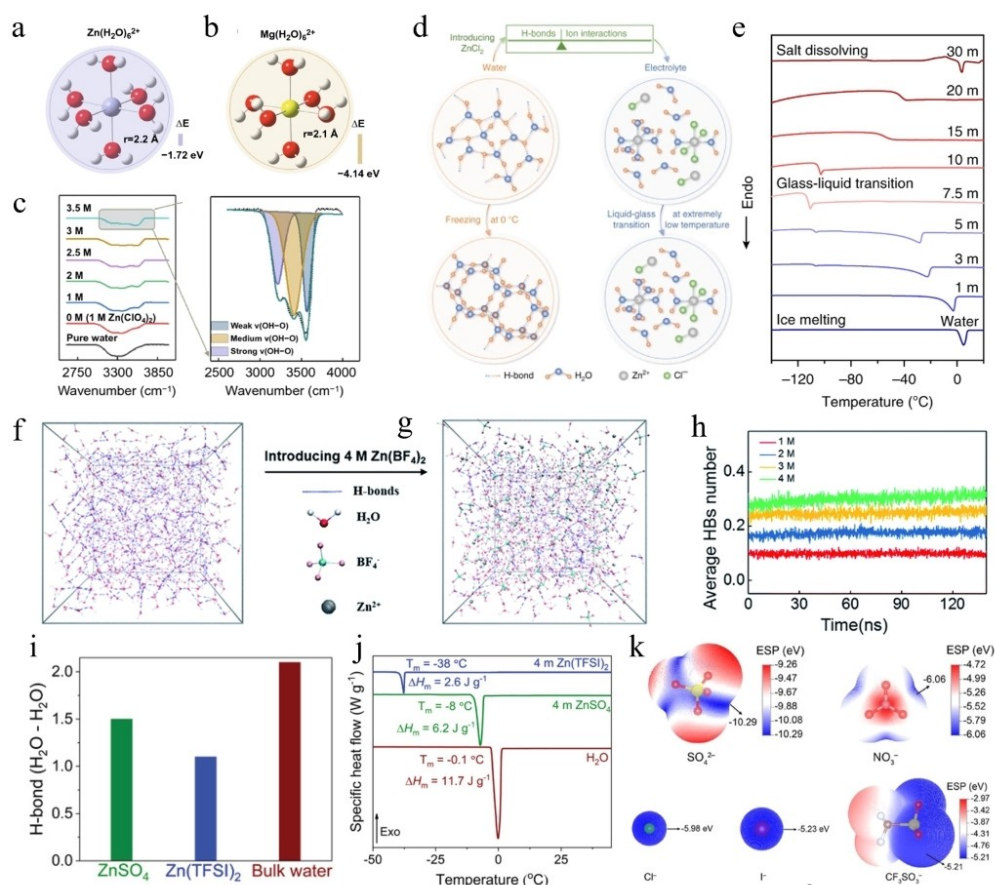 a
Zn(H₂O)₆²⁺
r=2.2 Å
ΔE
−1.72 eV
b
Mg(H₂O)₆²⁺
r=2.1 Å
ΔE
−4.14 eV
c
3.5 M
3 M
2.5 M
2 M
1 M
0M (1 M Zn(ClO₄)₂)
Pure water
2750 3300 3850
Wavenumber (cm⁻¹)
Weak ν(OH−O)
Medium ν(OH−O)
Strong ν(OH−O)
2500 3000 3500 4000
Wavenumber (cm⁻¹)
d
Introducing
ZnCl₂
H-bonds Ion interactions
Water
Electrolyte
Freezing at 0 °C
Liquid-glass
transition
at extremely
low temperature
H-bond H₂O Zn²⁺ Cl⁻
e
Salt dissolving
30 m
20 m
15 m
10 m
Glass-liquid transition
7.5 m
5 m
3 m
1 m
Ice melting
Water
Endo
−120 −80 −40 0
Temperature (°C)
f
Introducing 4 M Zn(BF₄)₂
H-bonds
H₂O
BF₄⁻
Zn²⁺
g
h
1 M
2 M
3 M
4 M
0.4
0.2
0.0
Average HBs number
0 30 60 90 120
Time(ns)
i
2.0
1.5
1.0
0.5
0.0
H-bond (H₂O - H₂O)
ZnSO₄ Zn(TFSI)₂ Bulk water
j
Tₘ = -38 °C
4 m Zn(TFSI)₂
ΔHₘ = 2.6 J g⁻¹
Tₘ = -8 °C
4 m ZnSO₄
ΔHₘ = 6.2 J g⁻¹
Tₘ = -0.1 °C
H₂O
ΔHₘ = 11.7 J g⁻¹
Exo
Specific heat flow (W g⁻¹)
-50 -25 0 25
Temperature (°C)
k
ESP (eV)
-9.26
-9.47
-9.67
-9.88
-10.08
-10.29
-10.29
SO₄²⁻
ESP (eV)
-4.72
-4.99
-5.26
-5.52
-5.79
-6.06
-6.06
NO₃⁻
-5.98 eV
Cl⁻
-5.23 eV
I⁻
ESP (eV)
-2.97
-3.42
-3.87
-4.32
-4.76
-5.21
-5.21
CF₃SO₃⁻